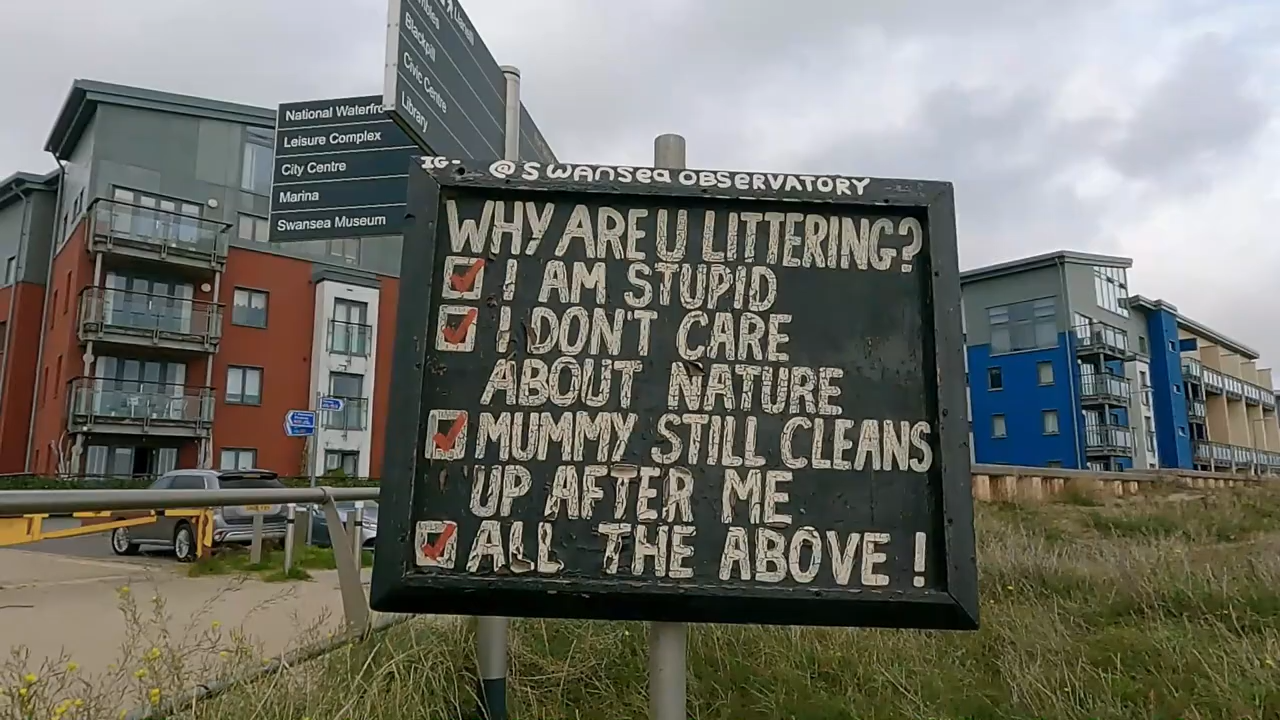 Blackpill
Civic Centre
Library
National Waterfro
Leisure Complex
City Centre
Marina
Swansea Museum
IG- @SWANSEA OBSERVATORY
WHY ARE U LITTERING?
I AM STUPID
I DON'T CARE
ABOUT NATURE
MUMMY STILL CLEANS
UP AFTER ME
ALL THE ABOVE!